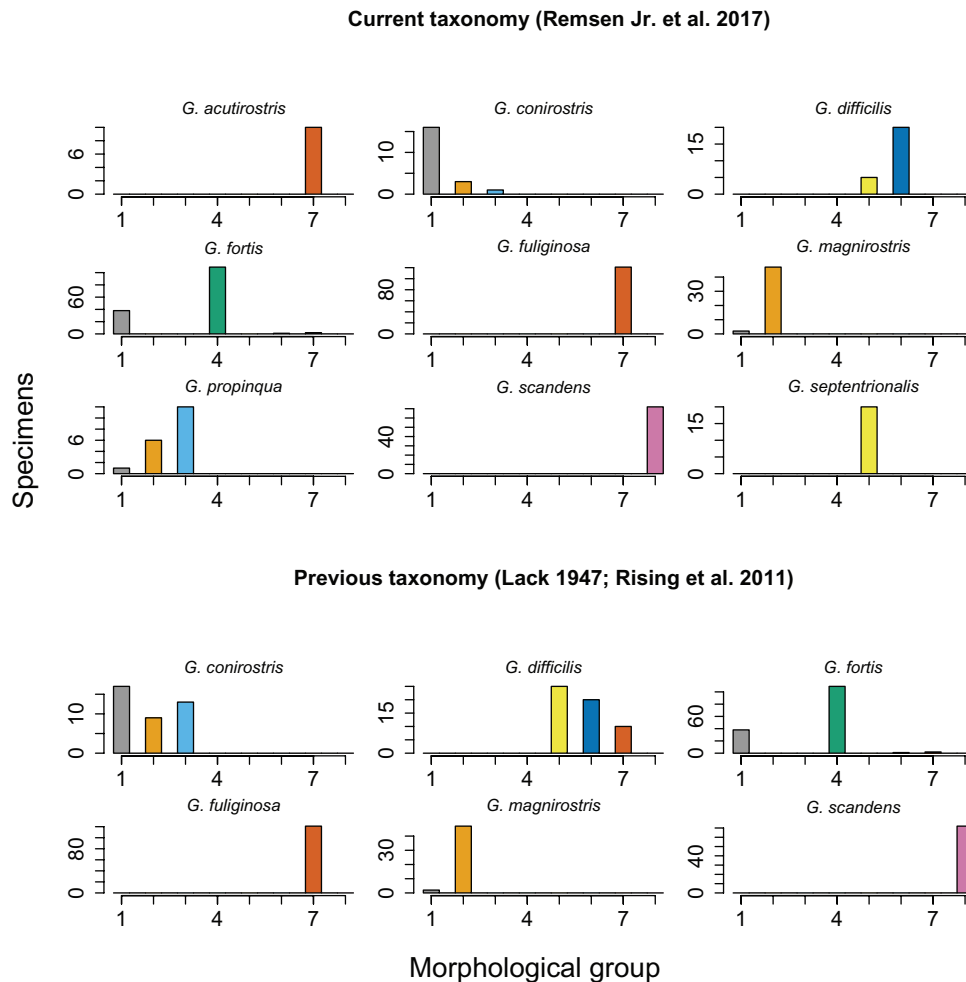 Current taxonomy (Remsen Jr. et al. 2017)
G. acutirostris G. conirostris G. difficilis
0 6 0 10 0 15
1 4 7 1 4 7 1 4 7
G. fortis G. fuliginosa G. magnirostris
0 60 0 80 0 30
1 4 7 1 4 7 1 4 7
G. propinqua G. scandens G. septentrionalis
0 6 0 40 0 15
1 4 7 1 4 7 1 4 7
Specimens
Previous taxonomy (Lack 1947; Rising et al. 2011)
G. conirostris G. difficilis G. fortis
0 10 0 15 0 60
1 4 7 1 4 7 1 4 7
G. fuliginosa G. magnirostris G. scandens
0 80 0 30 0 40
1 4 7 1 4 7 1 4 7
Morphological group